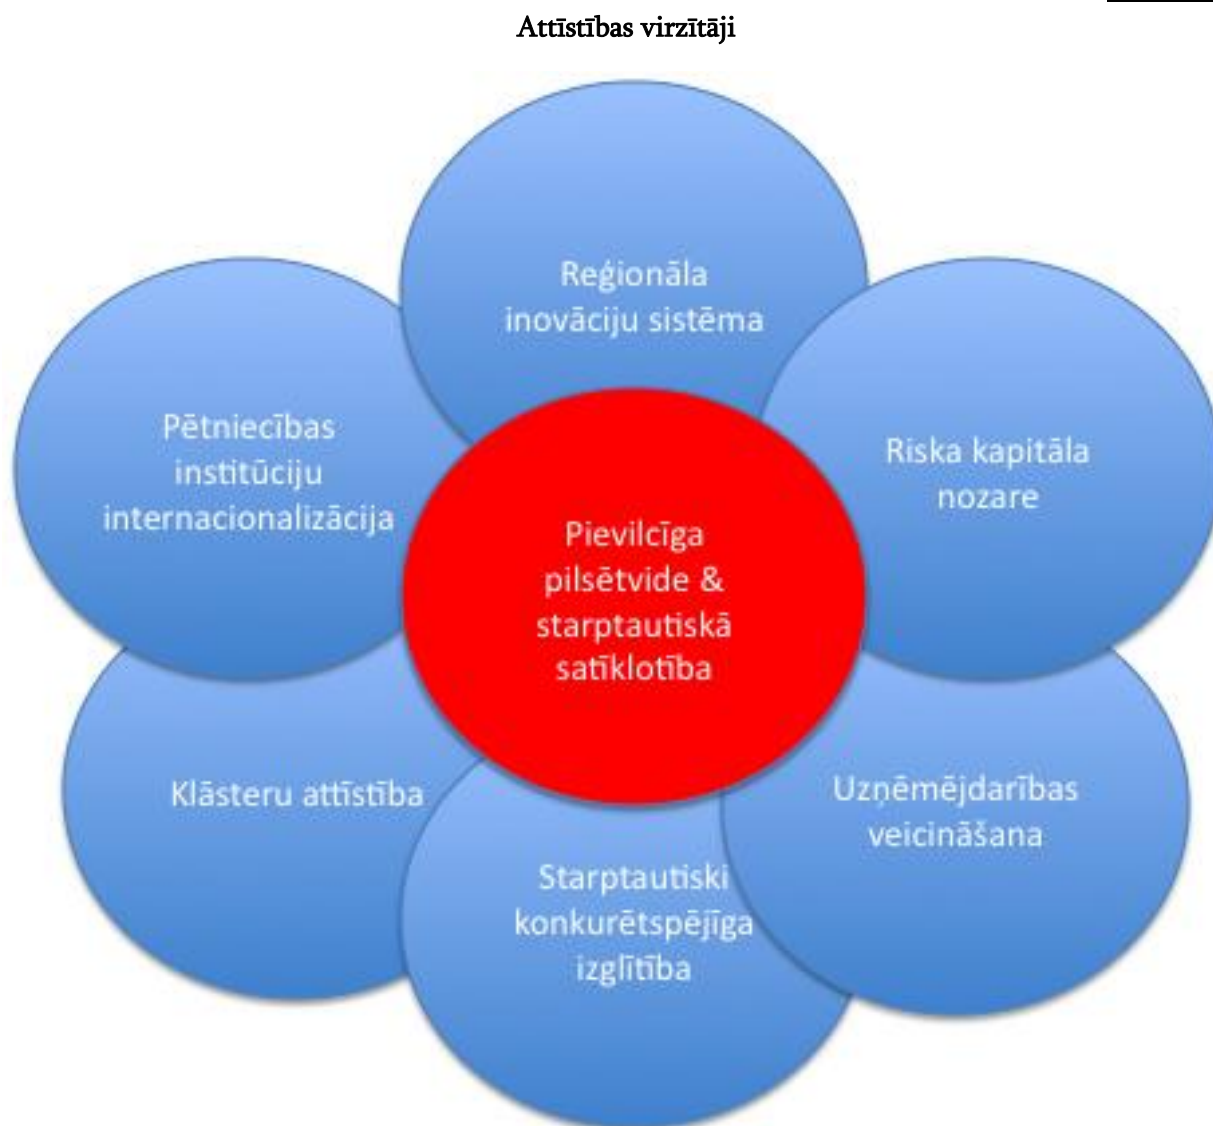 Attīstības virzītāji
Reģionāla
inovāciju sistēma
Pētniecības
institūciju
internacionalizācija
Riska kapitāla
nozare
Pievilcīga
pilsētvide &
starptautiskā
satīklotība
Klāsteru attīstība
Uzņēmējdarības
veicināšana
Starptautiski
konkurētspējīga
izglītība